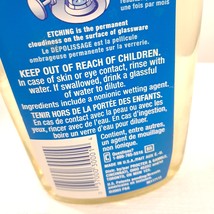 une fois par mois
ETCHING is the permanent
cloudiness on the surface of glassware
Le DÉPOLISSAGE est la pellicule
ombrageuse permanente sur la verrerie.
KEEP OUT OF REACH OF CHILDREN.
In case of skin or eye contact, rinse with
water. If swallowed, drink a glassful
of water to dilute.
Ingredients include a nonionic wetting agent.
TENIR HORS DE LA PORTÉE DES ENFANTS.
En cas de contact avec la peau ou avec les
yeux, rincer avec de l'eau. En cas d'ingestion,
boire un verre d'eau pour diluer.
Contient, entre autres,
un agent de mouillage
non ionique.